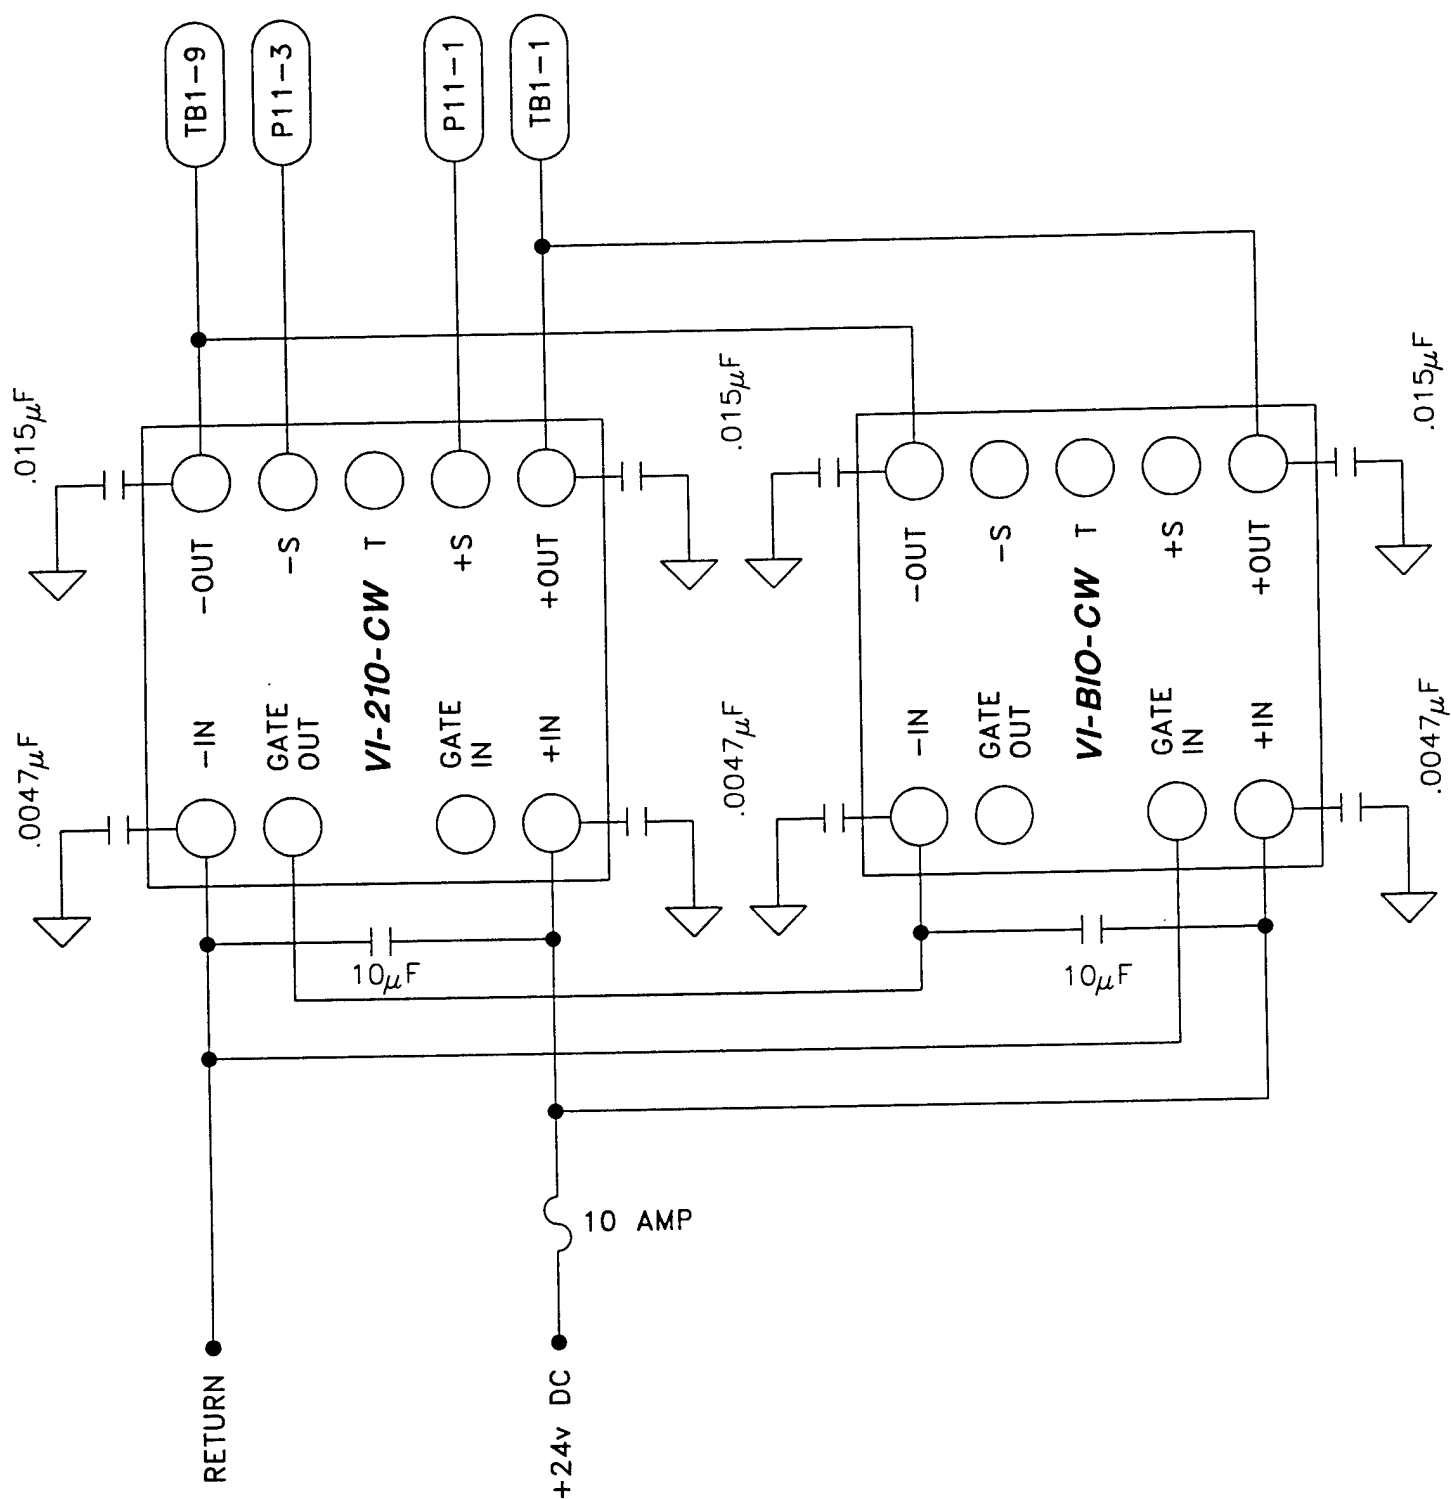 TB1-9
P11-3
P11-1
TB1-1
.015µF
.015µF
.015µF
-OUT
-S
T
+S
+OUT
-OUT
-S
T
+S
+OUT
VI-210-CW
VI-BIO-CW
-IN
GATE
OUT
GATE
IN
+IN
-IN
GATE
OUT
GATE
IN
+IN
.0047µF
.0047µF
.0047µF
10µF
10µF
10 AMP
RETURN
+24v DC